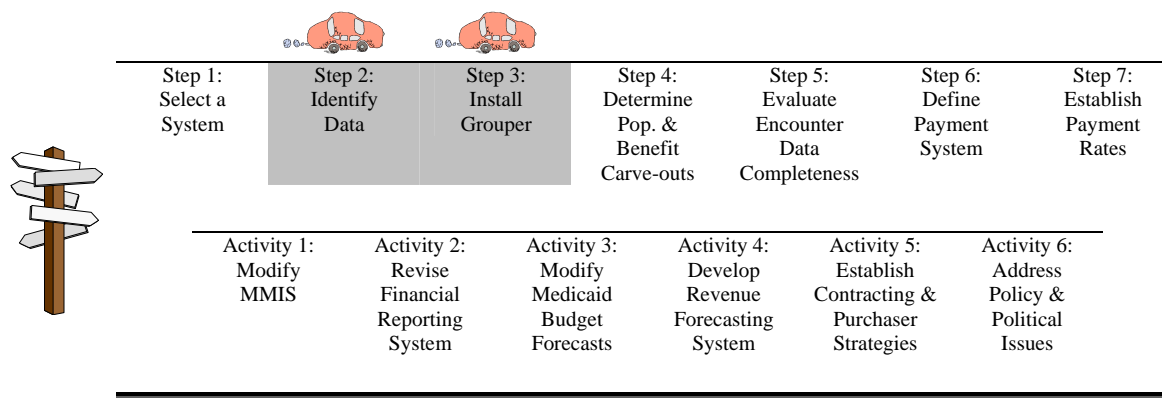 Step 1:
Select a
System
Step 2:
Identify
Data
Step 3:
Install
Grouper
Step 4:
Determine
Pop. &
Benefit
Carve-outs
Step 5:
Evaluate
Encounter
Data
Completeness
Step 6:
Define
Payment
System
Step 7:
Establish
Payment
Rates
Activity 1:
Modify
MMIS
Activity 2:
Revise
Financial
Reporting
System
Activity 3:
Modify
Medicaid
Budget
Forecasts
Activity 4:
Develop
Revenue
Forecasting
System
Activity 5:
Establish
Contracting &
Purchaser
Strategies
Activity 6:
Address
Policy &
Political
Issues